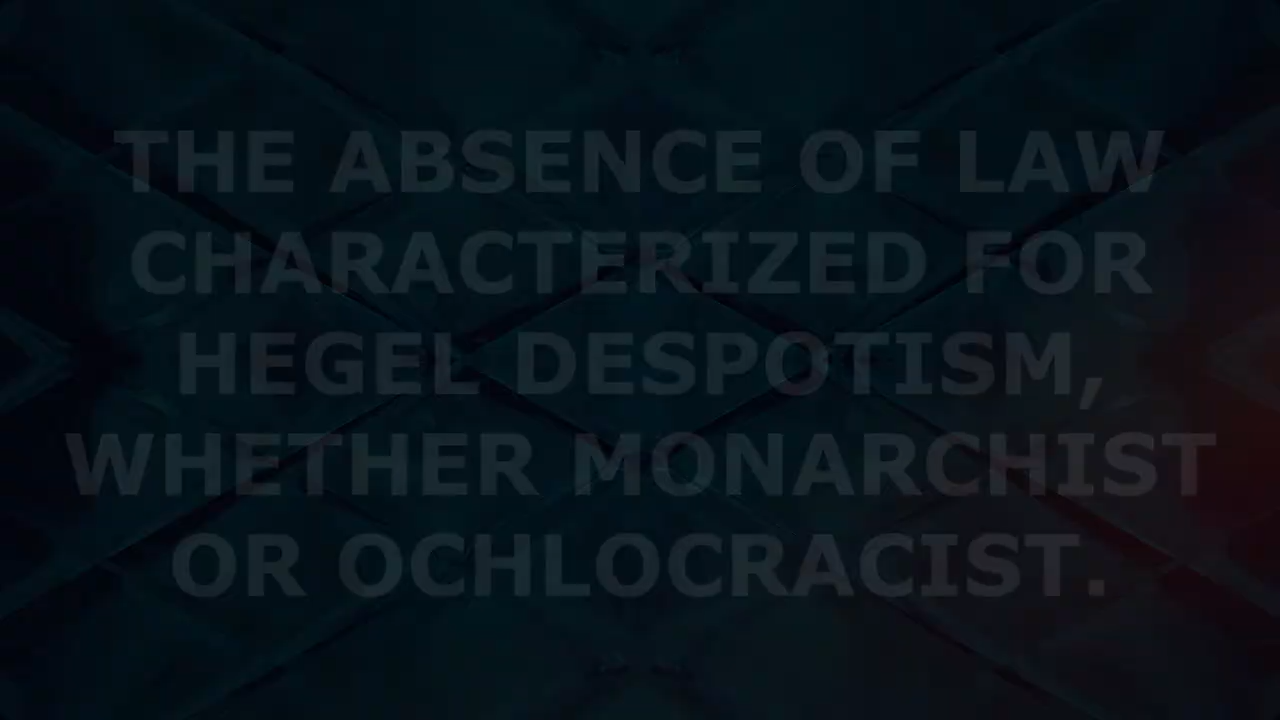 THE ABSENCE OF LAW
CHARACTERIZED FOR
HEGEL DESPOTISM,
WHETHER MONARCHIST
OR OCHLOCRACIST.